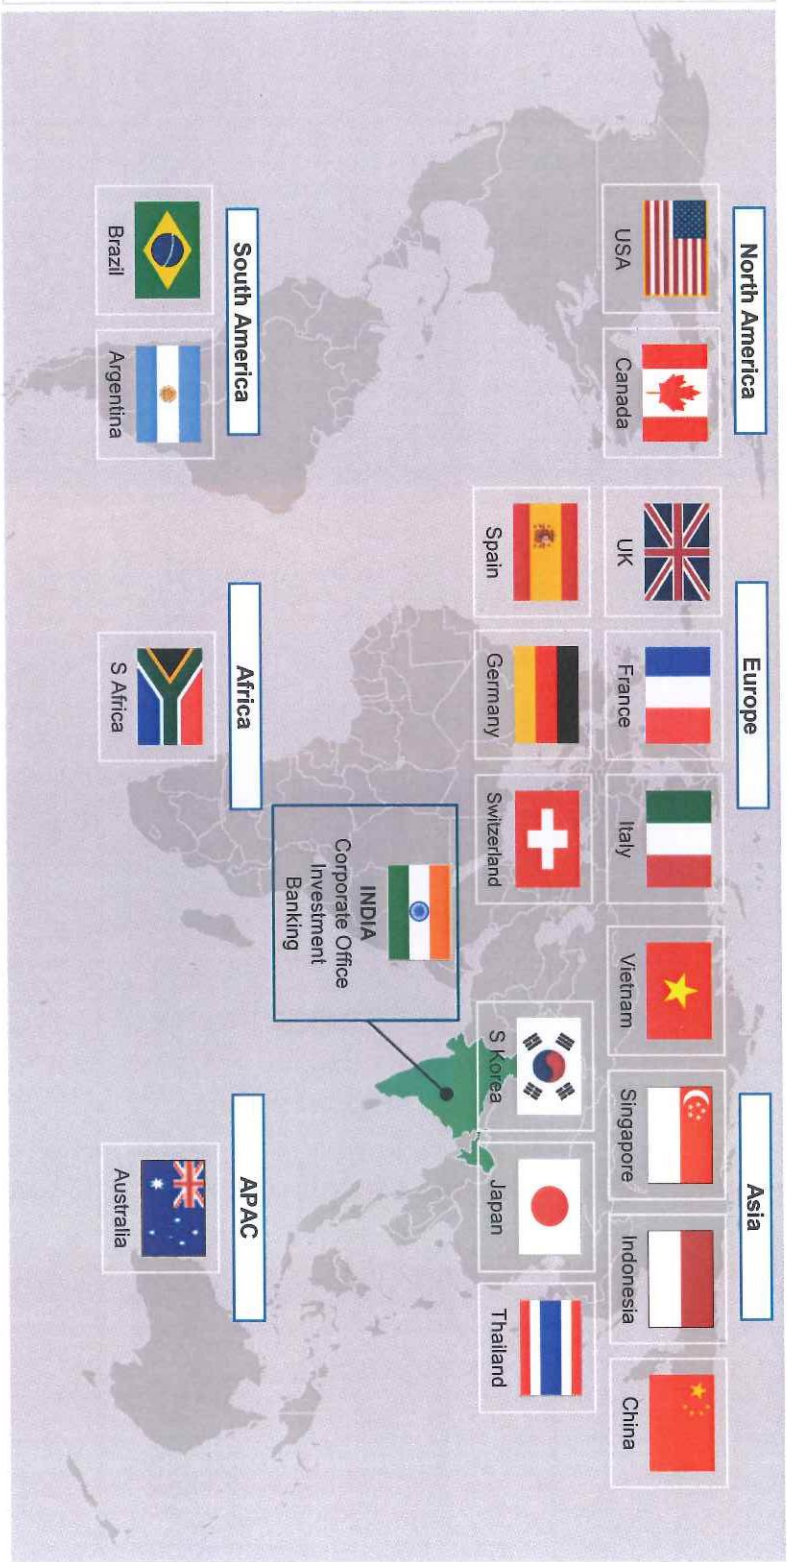 North America
USA
Canada
Europe
UK
France
Italy
Spain
Germany
Switzerland
Asia
Vietnam
Singapore
Indonesia
China
S Korea
Japan
Thailand
INDIA
Corporate Office
Investment
Banking
South America
Brazil
Argentina
Africa
S Africa
APAC
Australia